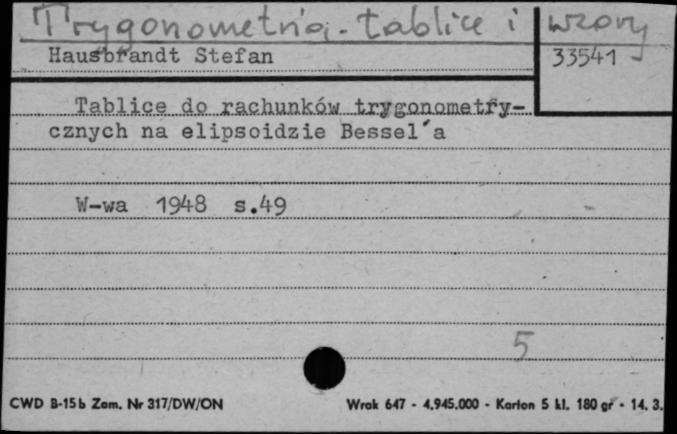 Trygonometria - tablice i wzory
Hausbrandt Stefan 33541
Tablice do rachunków trygonometry-
cznych na elipsoidzie Bessel´a
W-wa 1948 s.49
5
CWD B-15b Zam. Nr 317/DW/ON Wrak 647 - 4.945.000 - Karton 5 kl. 180 gr - 14. 3.